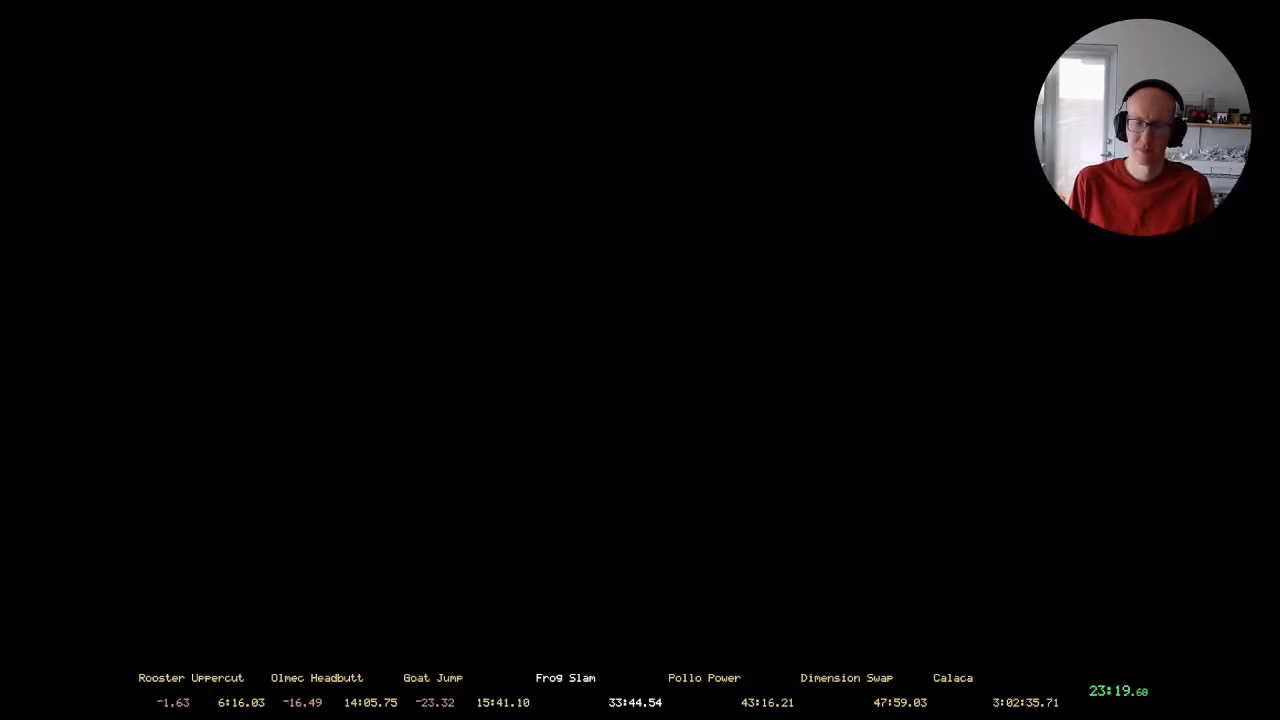 Rooster Uppercut Olmec Headbutt Goat Jump Frog Slam Pollo Power Dimension Swap Calaca
-1.63 6:16.03 -16.49 14:05.75 -23.32 15:41.10 33:44.54 43:16.21 47:59.03 3:02:35.71
23:19.68